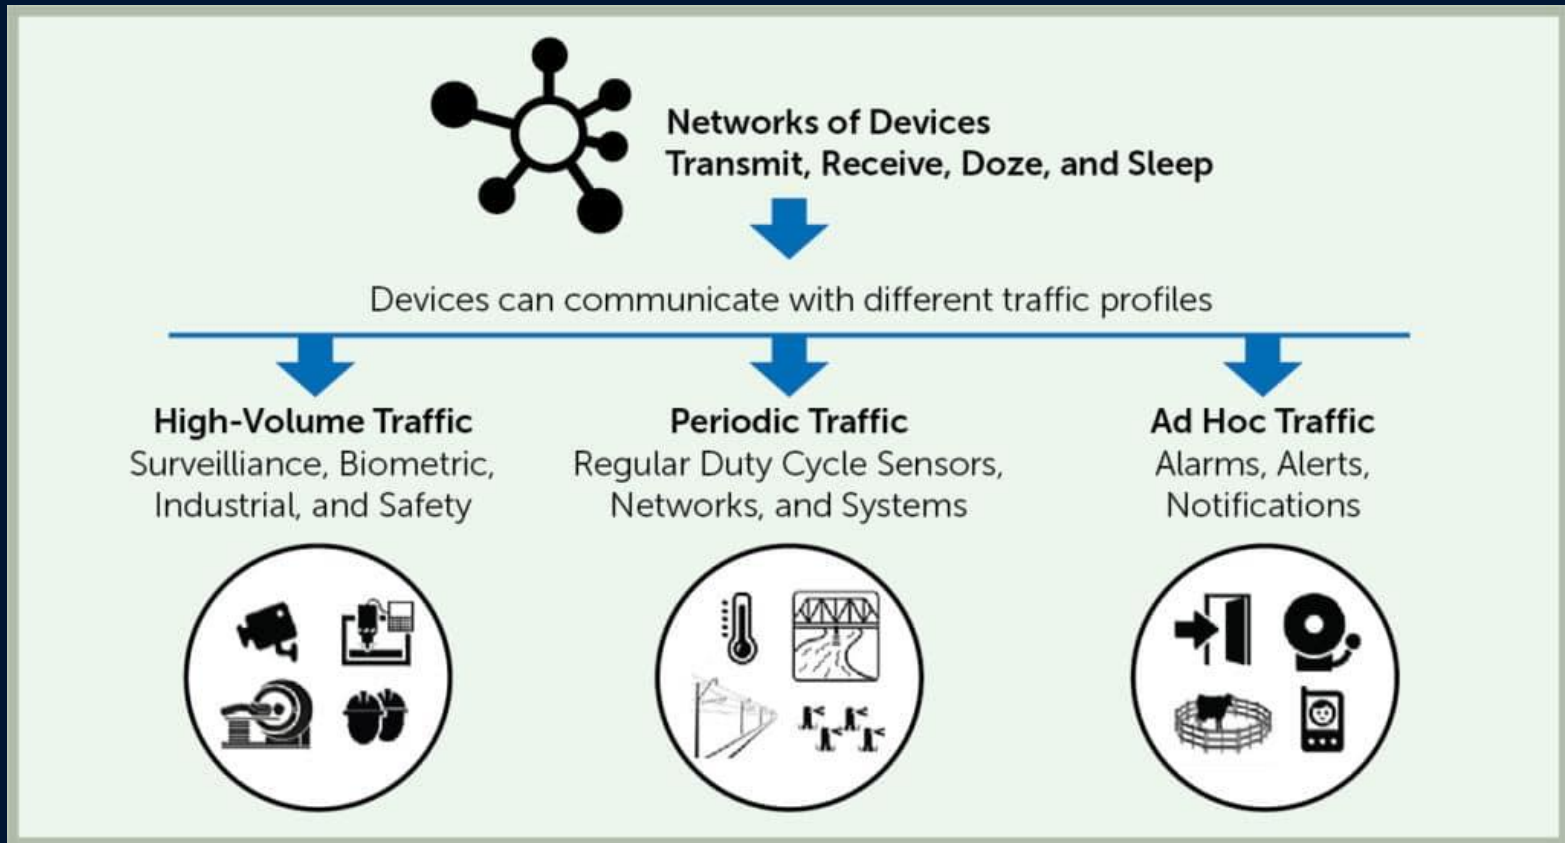 Networks of Devices
Transmit, Receive, Doze, and Sleep
Devices can communicate with different traffic profiles
High-Volume Traffic
Surveilliance, Biometric,
Industrial, and Safety
Periodic Traffic
Regular Duty Cycle Sensors,
Networks, and Systems
Ad Hoc Traffic
Alarms, Alerts,
Notifications